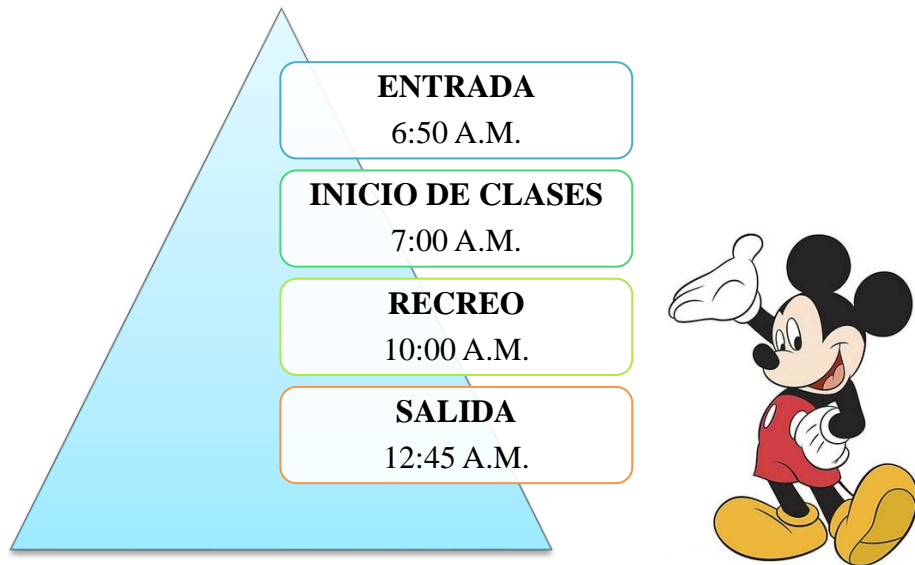 ENTRADA
6:50 A.M.
INICIO DE CLASES
7:00 A.M.
RECREO
10:00 A.M.
SALIDA
12:45 A.M.